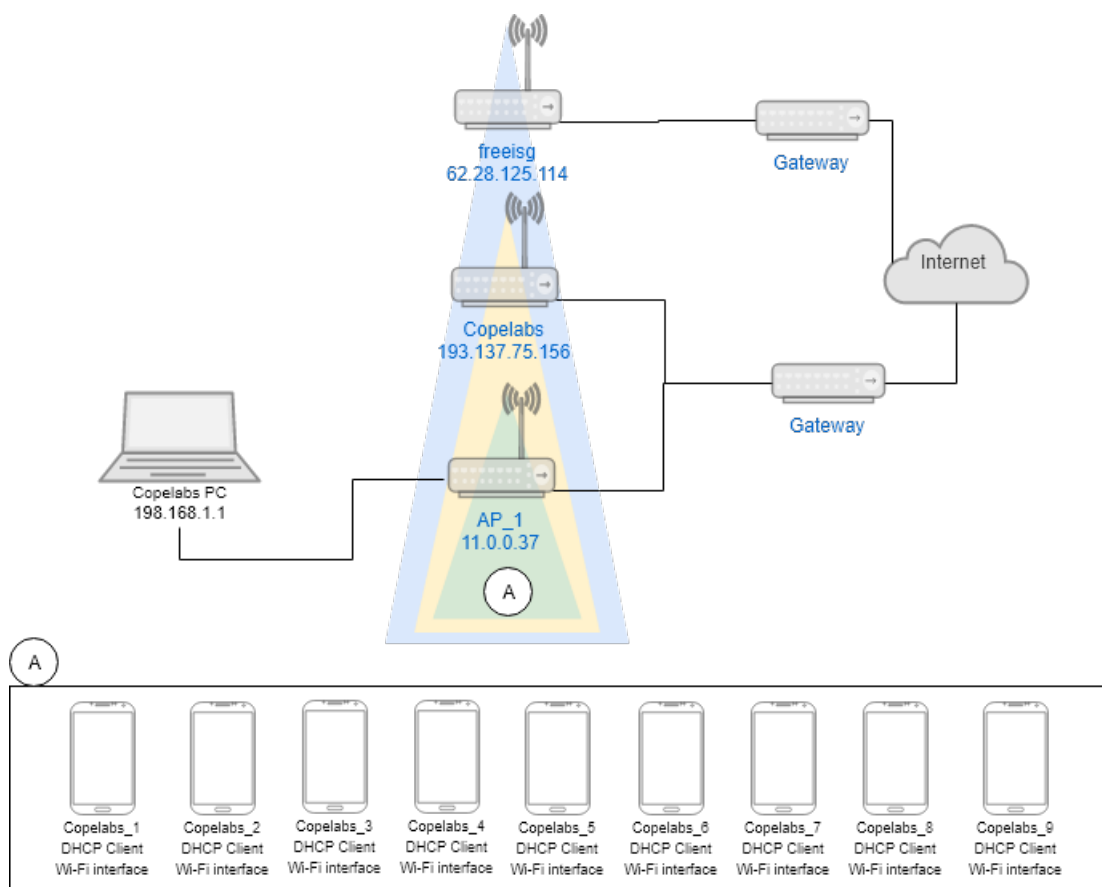 freeisg
62.28.125.114
Gateway
Internet
Copelabs
193.137.75.156
Gateway
Copelabs PC
198.168.1.1
AP_1
11.0.0.37
A
A
Copelabs_1
DHCP Client
Wi-Fi interface
Copelabs_2
DHCP Client
Wi-Fi interface
Copelabs_3
DHCP Client
Wi-Fi interface
Copelabs_4
DHCP Client
Wi-Fi interface
Copelabs_5
DHCP Client
Wi-Fi interface
Copelabs_6
DHCP Client
Wi-Fi interface
Copelabs_7
DHCP Client
Wi-Fi interface
Copelabs_8
DHCP Client
Wi-Fi interface
Copelabs_9
DHCP Client
Wi-Fi interface